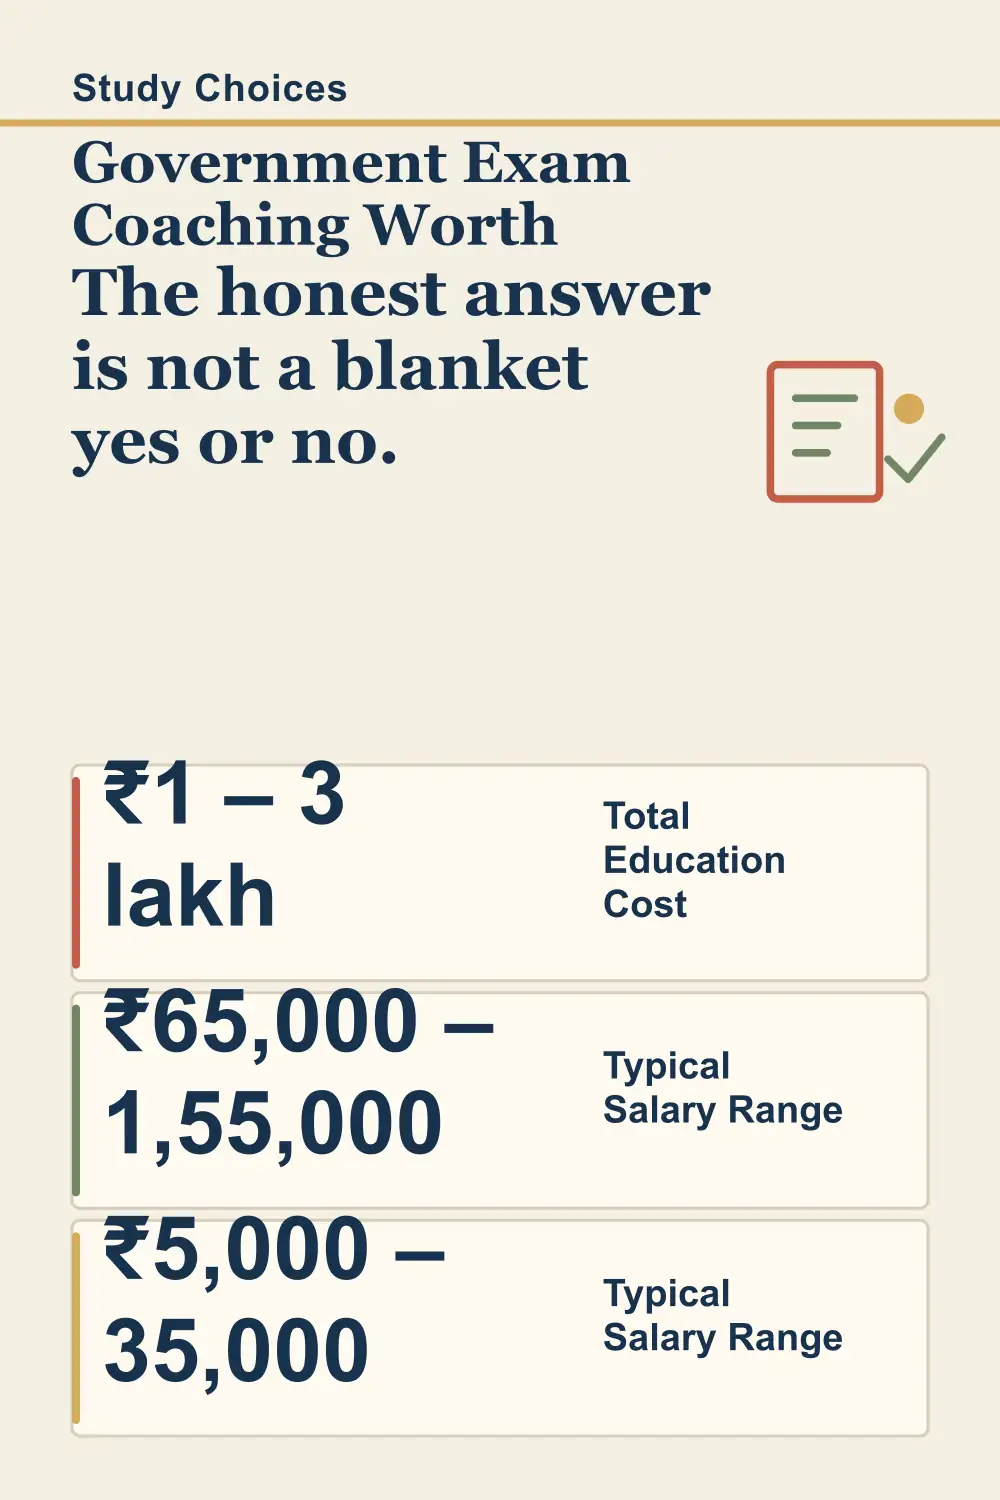 Study Choices
Government Exam
Coaching Worth
The honest answer
is not a blanket
yes or no.
₹1 – 3
lakh
Total
Education
Cost
₹65,000 –
1,55,000
Typical
Salary Range
₹5,000 –
35,000
Typical
Salary Range